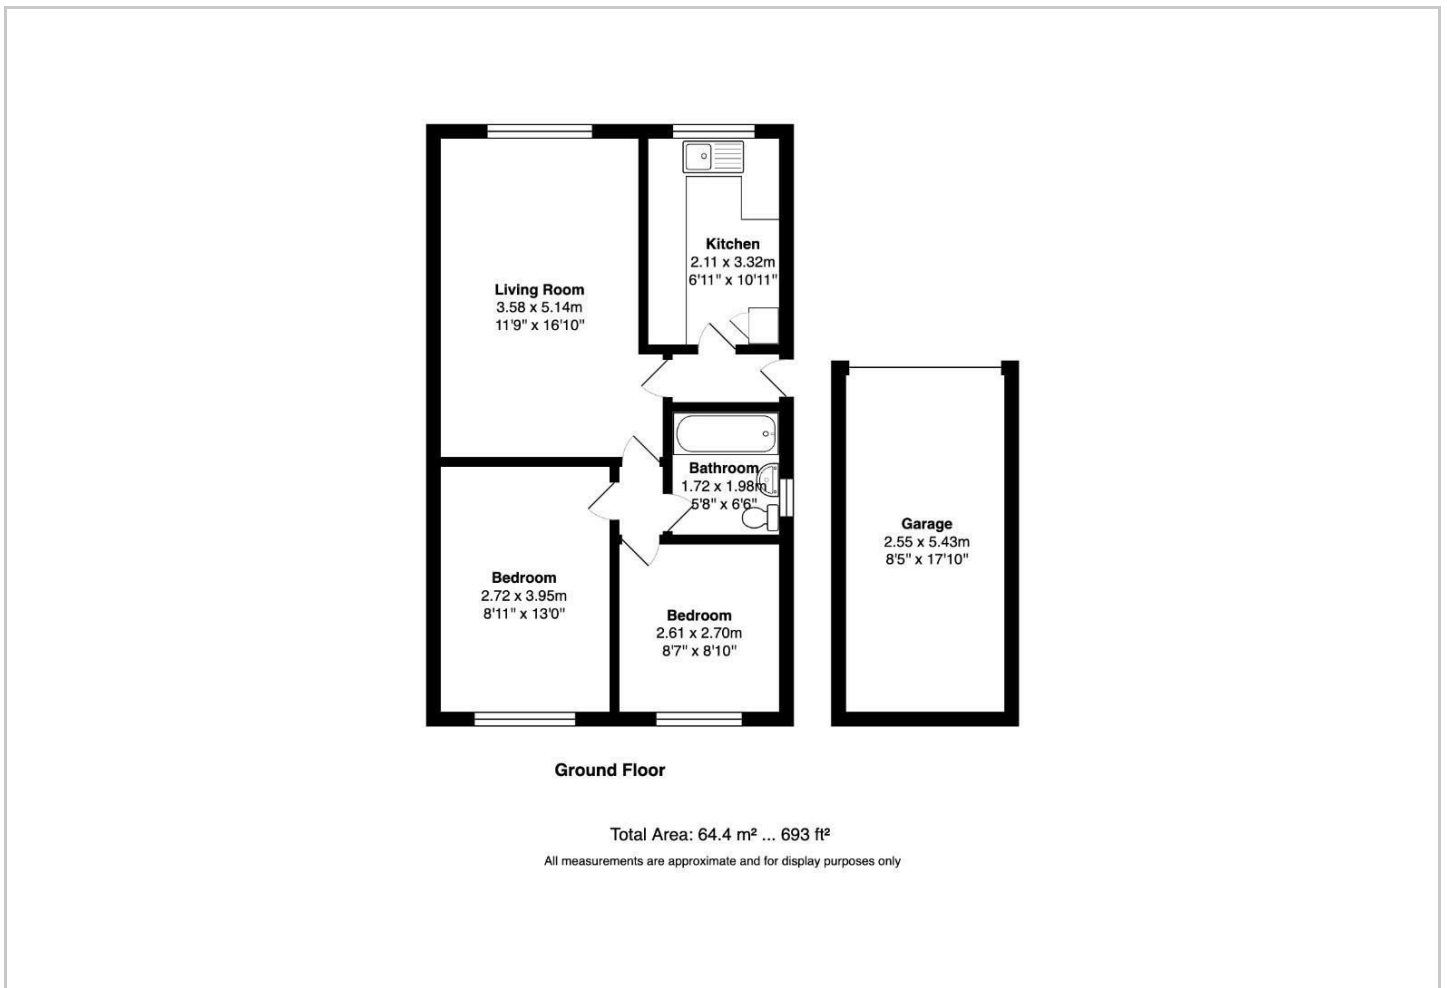 Kitchen
2.11 x 3.32m
6'11" x 10'11"
Living Room
3.58 x 5.14m
11'9" x 16'10"
Bathroom
1.72 x 1.98m
5'8" x 6'6"
Garage
2.55 x 5.43m
8'5" x 17'10"
Bedroom
2.72 x 3.95m
8'11" x 13'0"
Bedroom
2.61 x 2.70m
8'7" x 8'10"
Ground Floor
Total Area: 64.4 m² ... 693 ft²
All measurements are approximate and for display purposes only